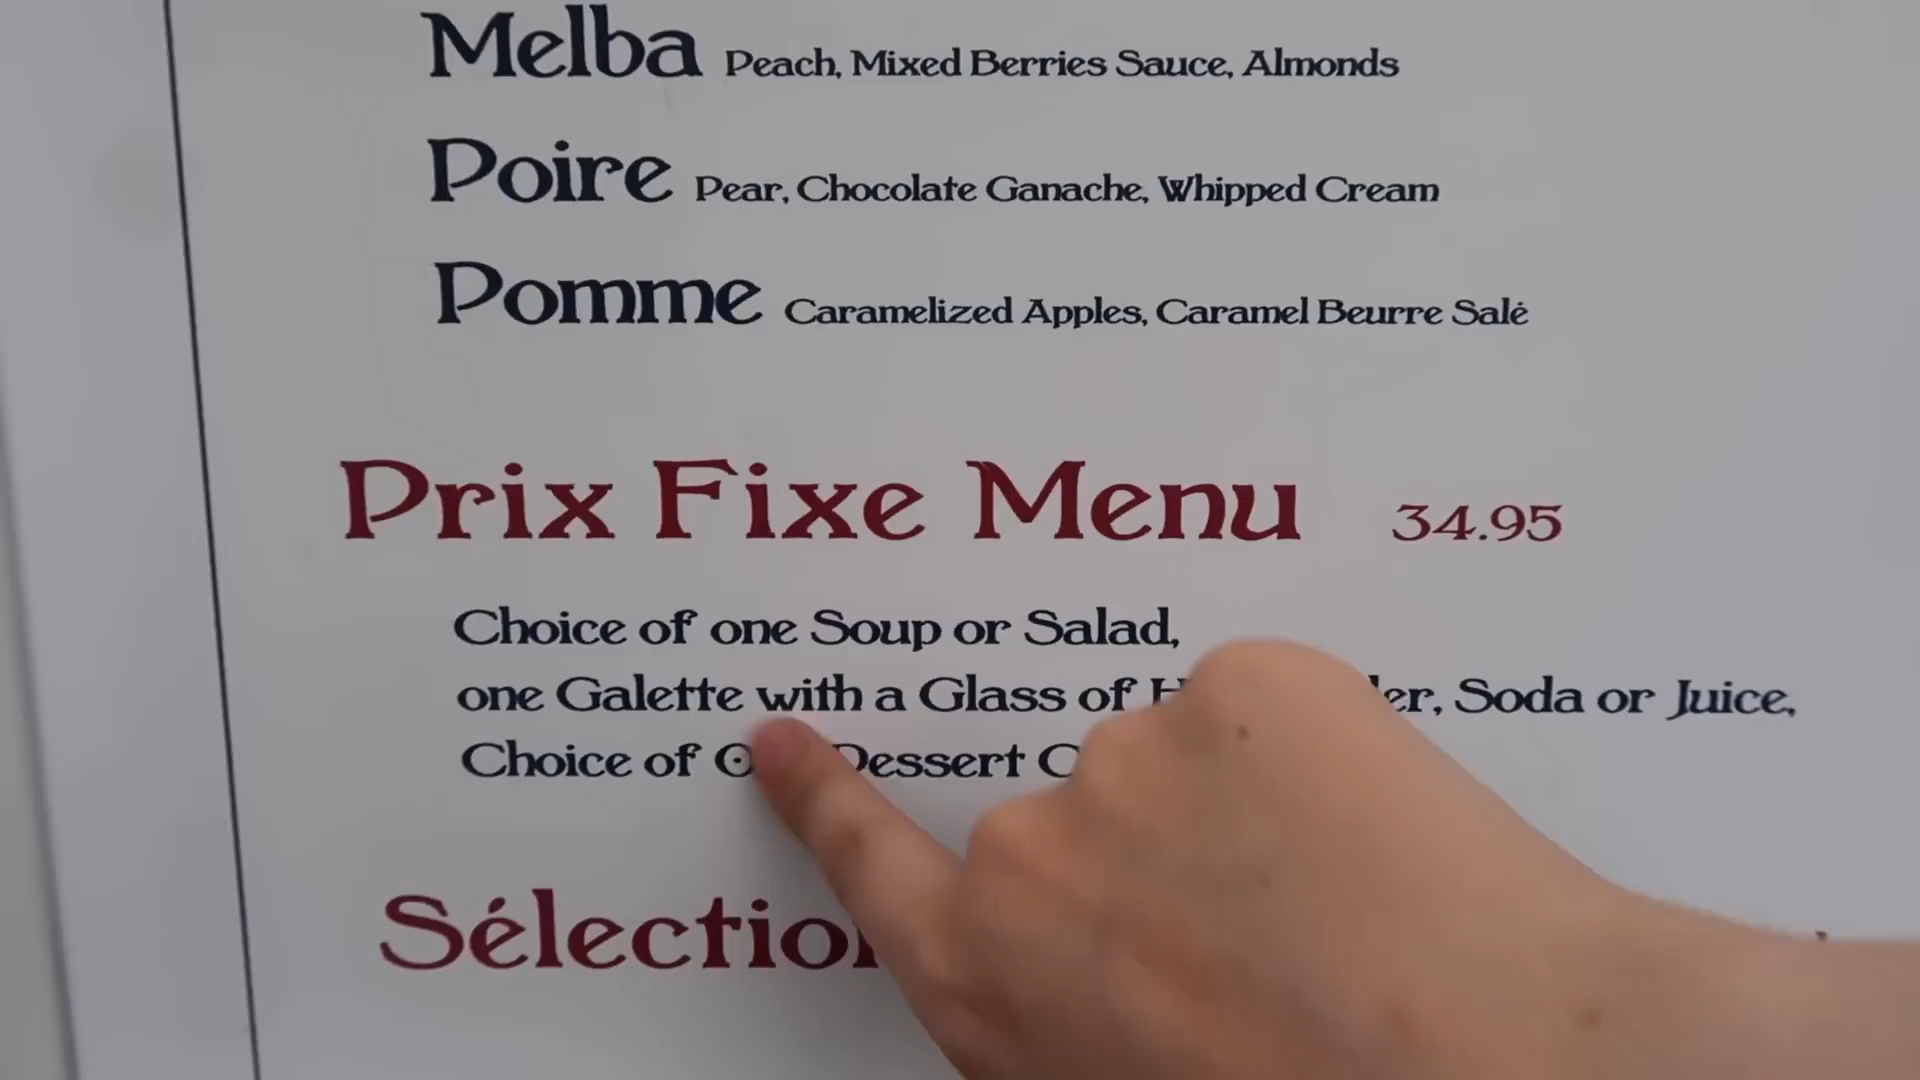 Melba Peach, Mixed Berries Sauce, Almonds
Poire Pear, Chocolate Ganache, Whipped Cream
Pomme Caramelized Apples, Caramel Beurre Salé
Prix Fixe Menu 34.95
Choice of one Soup or Salad,
one Galette with a Glass of Soda or Juice,
Choice of Dessert